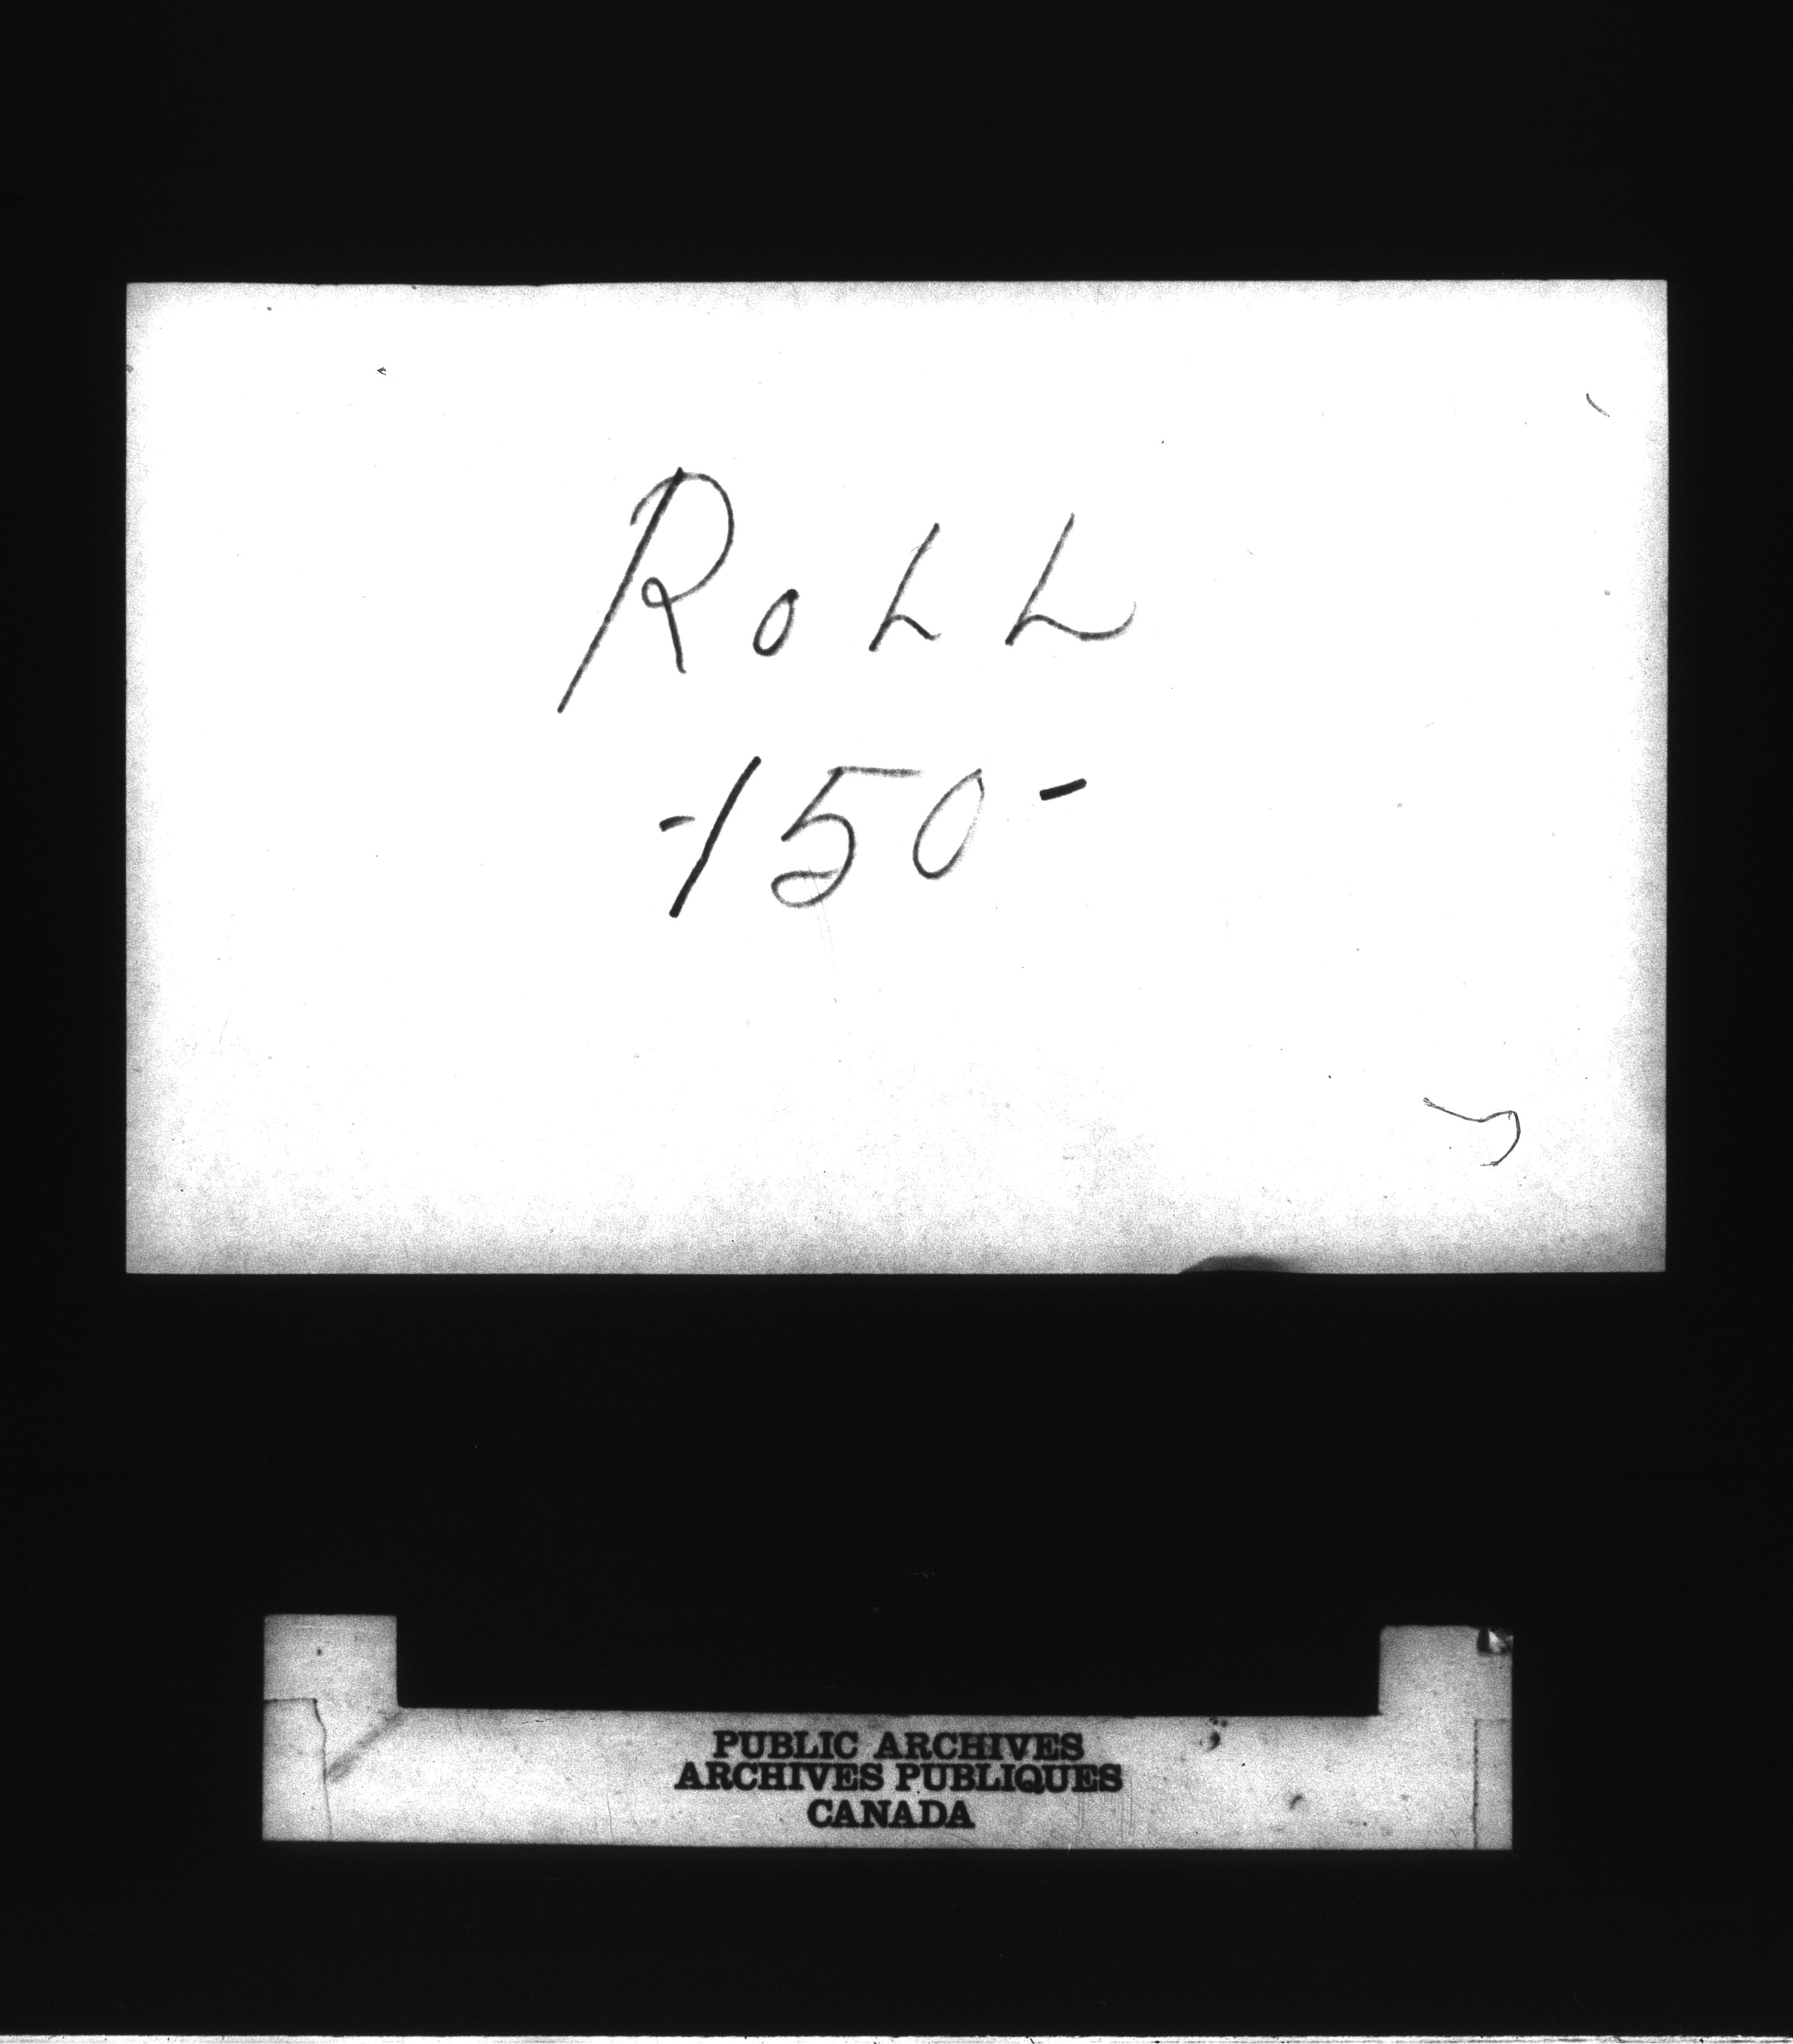 RoLL
-150-
PUBLIC ARCHIVES
ARCHIVES PUBLIQUES
CANADA